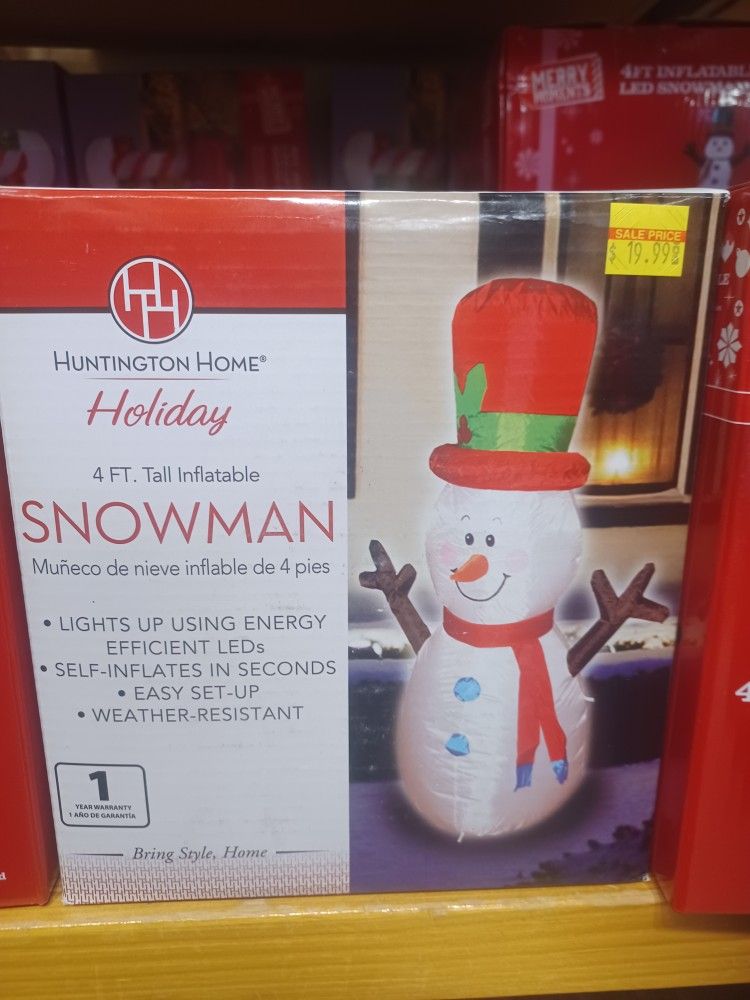 MERRY
MOMENTS
4FT INFLATABLE
LED SNOWMAN
SALE PRICE
$ 19.99
HUNTINGTON HOME®
Holiday
4 FT. Tall Inflatable
SNOWMAN
Muñeco de nieve inflable de 4 pies
• LIGHTS UP USING ENERGY
EFFICIENT LEDs
• SELF-INFLATES IN SECONDS
• EASY SET-UP
• WEATHER-RESISTANT
1
YEAR WARRANTY
1 AÑO DE GARANTÍA
Bring Style, Home
4